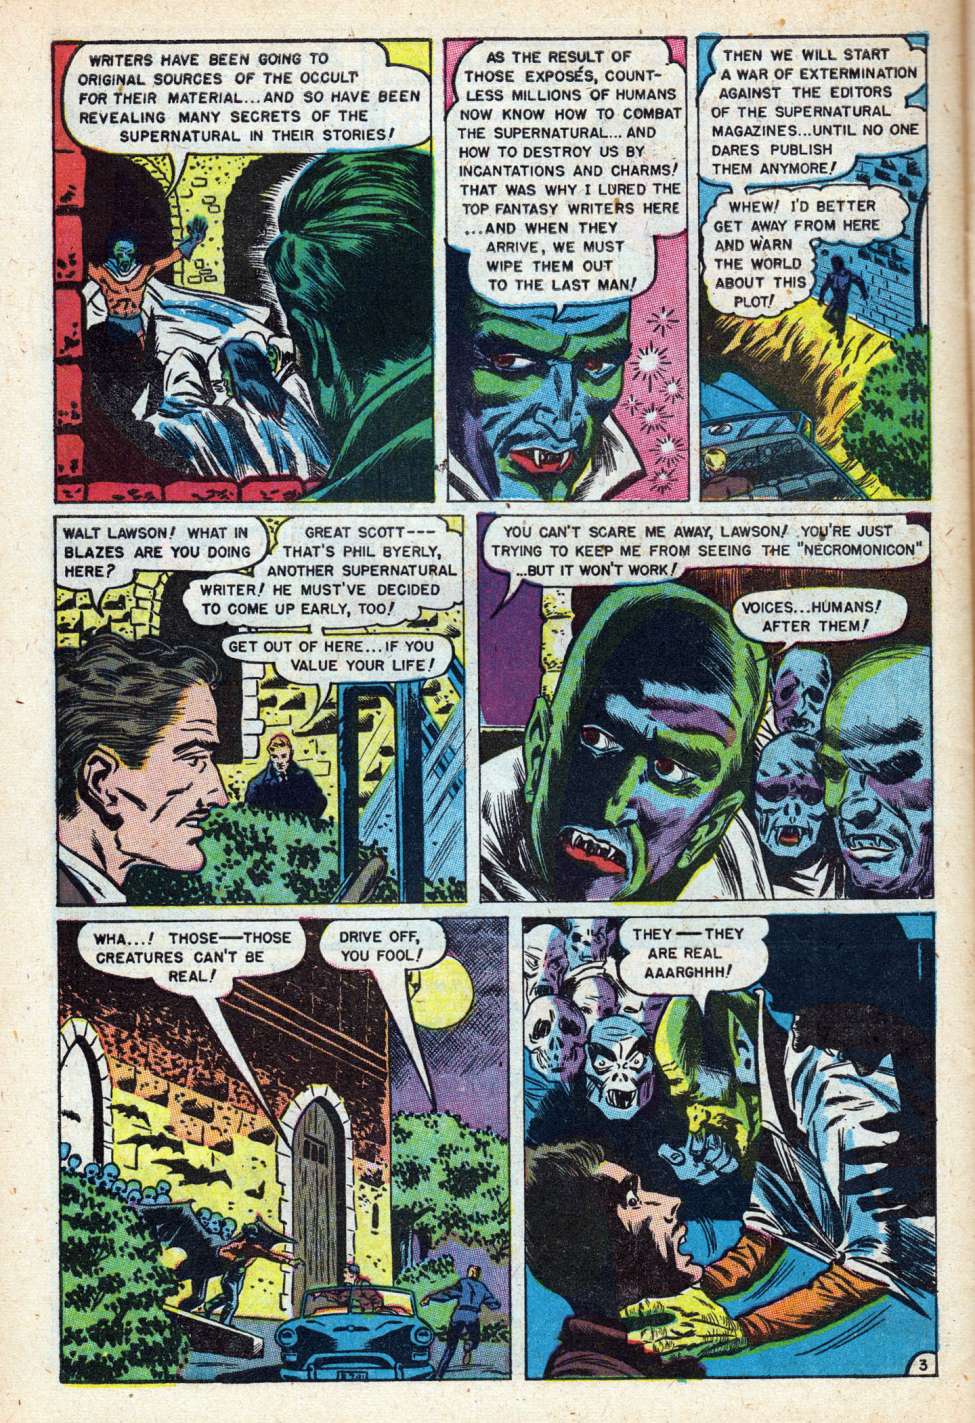 WRITERS HAVE BEEN GOING TO
ORIGINAL SOURCES OF THE OCCULT
FOR THEIR MATERIAL...AND SO HAVE BEEN
REVEALING MANY SECRETS OF THE
SUPERNATURAL IN THEIR STORIES!
AS THE RESULT OF
THOSE EXPOSÉS, COUNT-
LESS MILLIONS OF HUMANS
NOW KNOW HOW TO COMBAT
THE SUPERNATURAL...AND
HOW TO DESTROY US BY
INCANTATIONS AND CHARMS!
THAT WAS WHY I LURED THE
TOP FANTASY WRITERS HERE
...AND WHEN THEY
ARRIVE, WE MUST
WIPE THEM OUT
TO THE LAST MAN!
THEN WE WILL START
A WAR OF EXTERMINATION
AGAINST THE EDITORS
OF THE SUPERNATURAL
MAGAZINES...UNTIL NO ONE
DARES PUBLISH
THEM ANYMORE!
WHEW! I'D BETTER
GET AWAY FROM HERE
AND WARN
THE WORLD
ABOUT THIS
PLOT!
WALT LAWSON! WHAT IN
BLAZES ARE YOU DOING
HERE?
GREAT SCOTT---
THAT'S PHIL BYERLY,
ANOTHER SUPERNATURAL
WRITER! HE MUST'VE DECIDED
TO COME UP EARLY, TOO!
GET OUT OF HERE...IF YOU
VALUE YOUR LIFE!
YOU CAN'T SCARE ME AWAY, LAWSON! YOU'RE JUST
TRYING TO KEEP ME FROM SEEING THE "NECROMONICON"
...BUT IT WON'T WORK!
VOICES...HUMANS!
AFTER THEM!
WHA...! THOSE—THOSE
CREATURES CAN'T BE
REAL!
DRIVE OFF,
YOU FOOL!
THEY—THEY
ARE REAL
AAARGHHH!
3